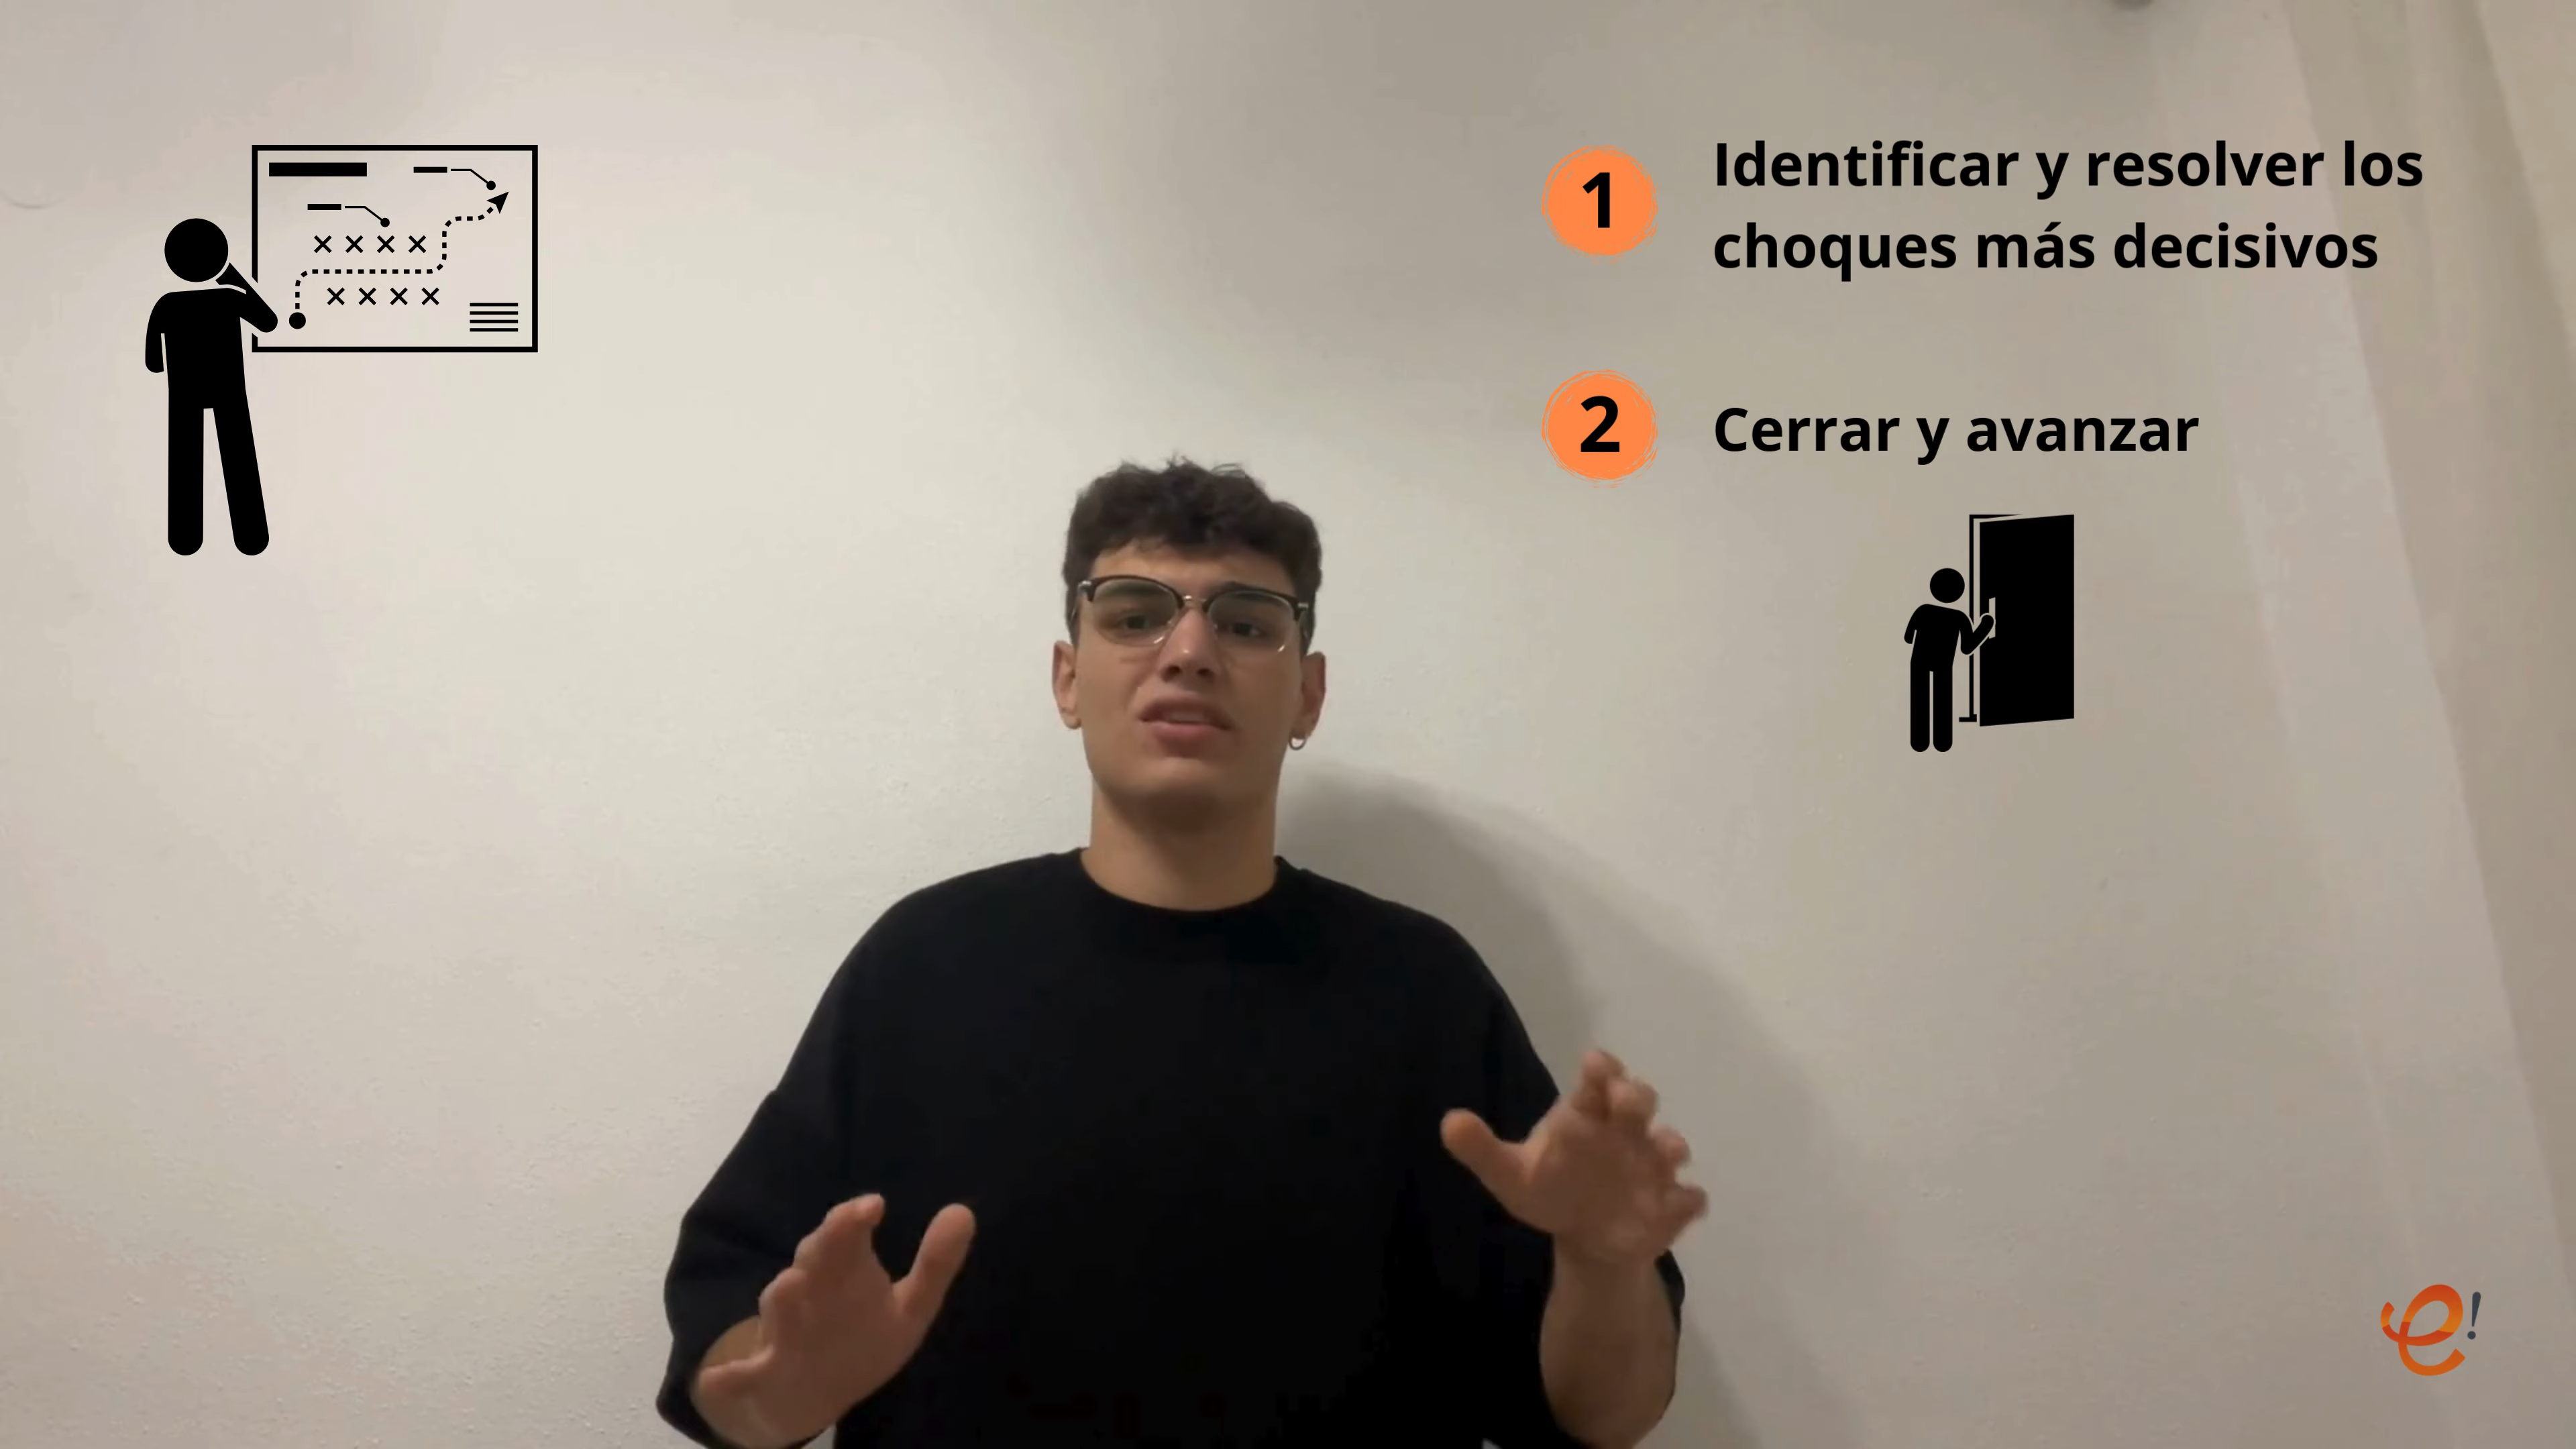 1
Identificar y resolver los
choques más decisivos
2
Cerrar y avanzar
e!